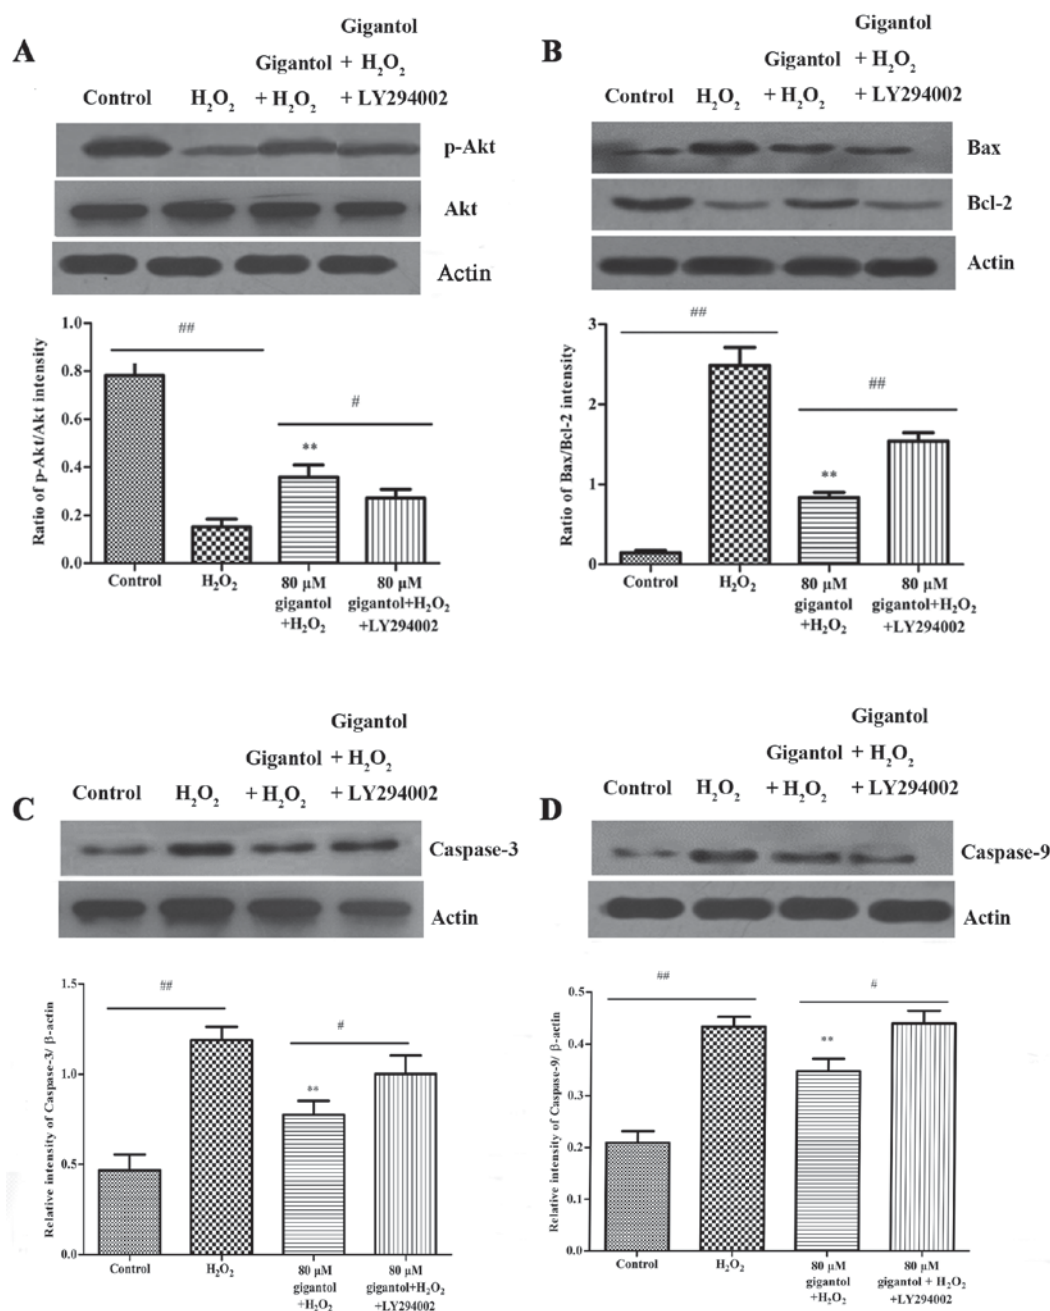 A
Gigantol
Gigantol + H₂O₂
Control H₂O₂ + H₂O₂ + LY294002
p-Akt
Akt
Actin
Ratio of p-Akt/Akt intensity
1.0
0.8
0.6
0.4
0.2
0.0
##
#
**
Control
H₂O₂
80 μM
gigantol
+H₂O₂
80 μM
gigantol+H₂O₂
+LY294002
B
Gigantol
Gigantol + H₂O₂
Control H₂O₂ + H₂O₂ + LY294002
Bax
Bcl-2
Actin
Ratio of Bax/Bcl-2 intensity
3
2
1
0
##
##
**
Control
H₂O₂
80 μM
gigantol
+H₂O₂
80 μM
gigantol+H₂O₂
+LY294002
C
Gigantol
Gigantol + H₂O₂
Control H₂O₂ + H₂O₂ + LY294002
Caspase-3
Actin
Relative intensity of Caspase-3/ β-actin
1.5
1.0
0.5
0.0
##
#
**
Control
H₂O₂
80 μM
gigantol
+H₂O₂
80 μM
gigantol+H₂O₂
+LY294002
D
Gigantol
Gigantol + H₂O₂
Control H₂O₂ + H₂O₂ + LY294002
Caspase-9
Actin
Relative intensity of Caspase-9/ β-actin
0.5
0.4
0.3
0.2
0.1
0.0
##
#
**
Control
H₂O₂
80 μM
gigantol
+H₂O₂
80 μM
gigantol + H₂O₂
+LY294002